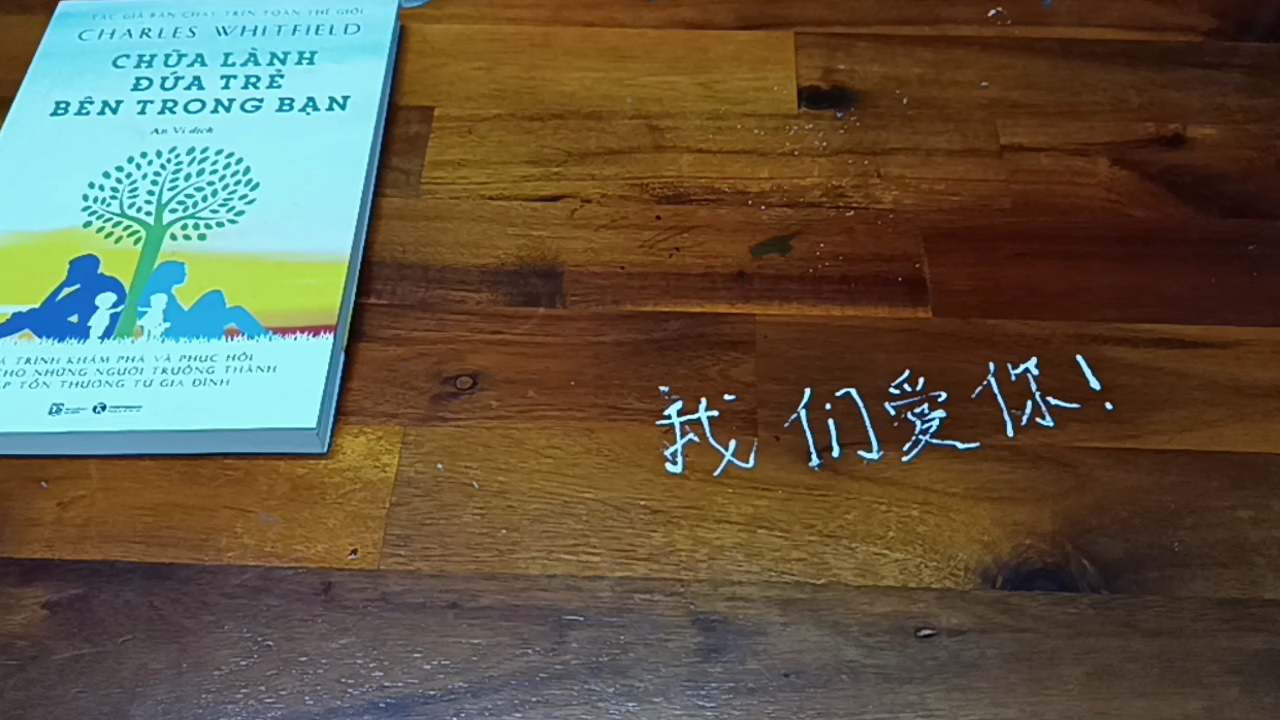 TÁC GIẢ BÁN CHẠY TRÊN TOÀN THẾ GIỚI
CHARLES WHITFIELD
CHỮA LÀNH
ĐỨA TRẺ
BÊN TRONG BẠN
An Vi dịch
TRÌNH KHÁM PHÁ VÀ PHỤC HỒI
CHO NHỮNG NGƯỜI TRƯỞNG THÀNH
TỔN THƯƠNG TỪ GIA ĐÌNH
我们爱你!